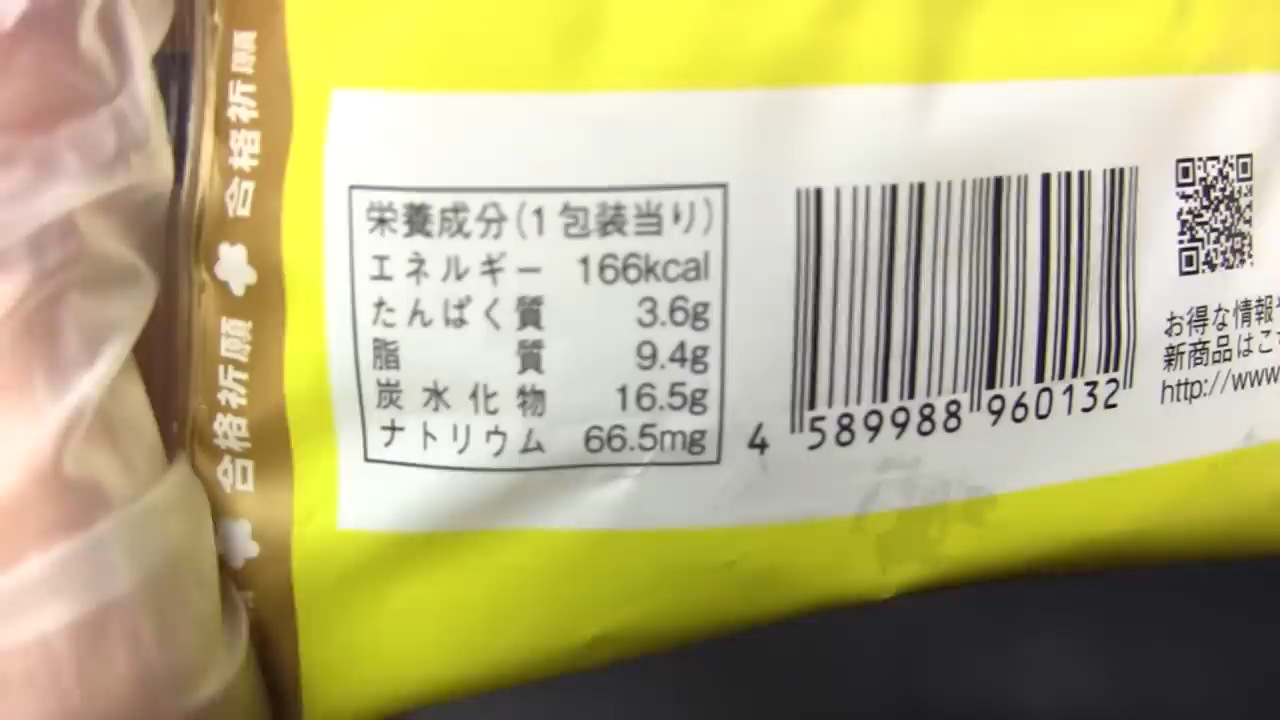 合格祈願 合格祈願
栄養成分(1包装当り)
エネルギー 166kcal
たんぱく質 3.6g
脂質 9.4g
炭水化物 16.5g
ナトリウム 66.5mg
4 589988 960132
お得な情報や
新商品はこ
http://www.